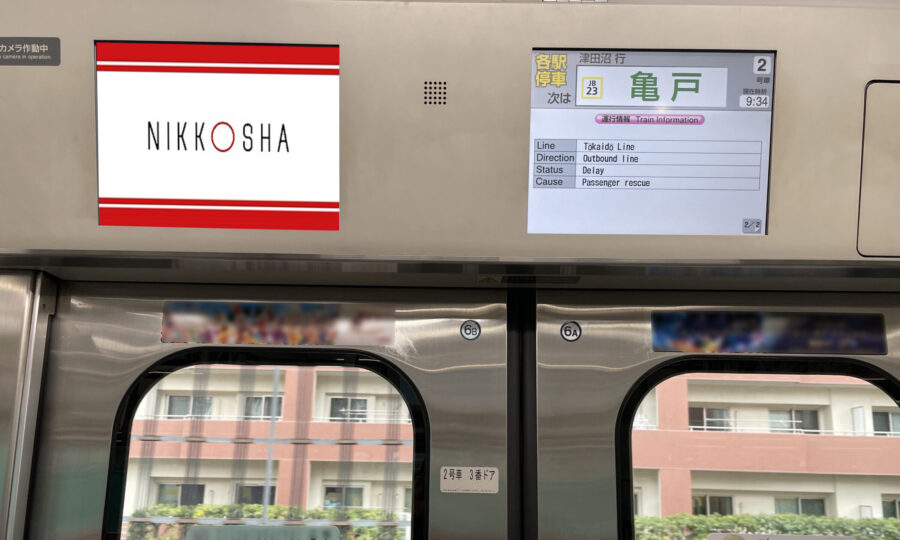 カメラ作動中
camera in operation.
NIKKOSHA
各駅停車
津田沼 行
次は
JB
23
亀戸
2
号車
現在時刻
9:34
運行情報 Train Information
Line Tōkaidō Line
Direction Outbound line
Status Delay
Cause Passenger rescue
2/2
6B
6A
2号車 3番ドア